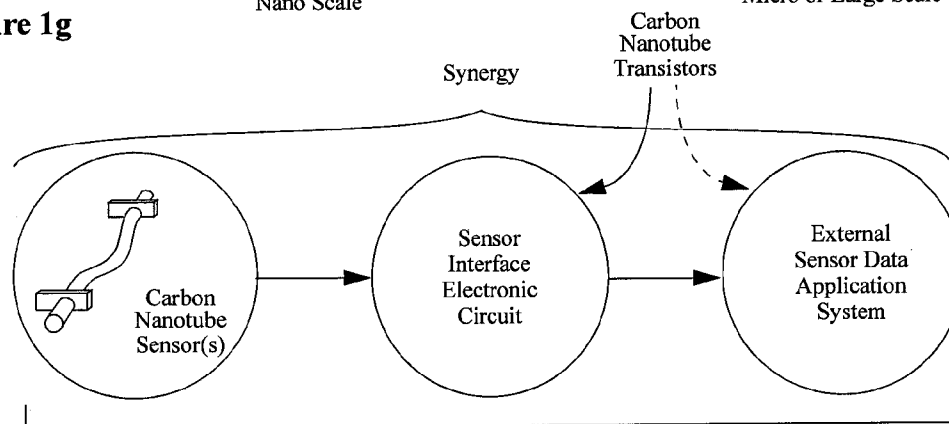 Nano Scale
Micro or Large Scale
re 1g
Carbon
Nanotube
Transistors
Synergy
Carbon
Nanotube
Sensor(s)
Sensor
Interface
Electronic
Circuit
External
Sensor Data
Application
System